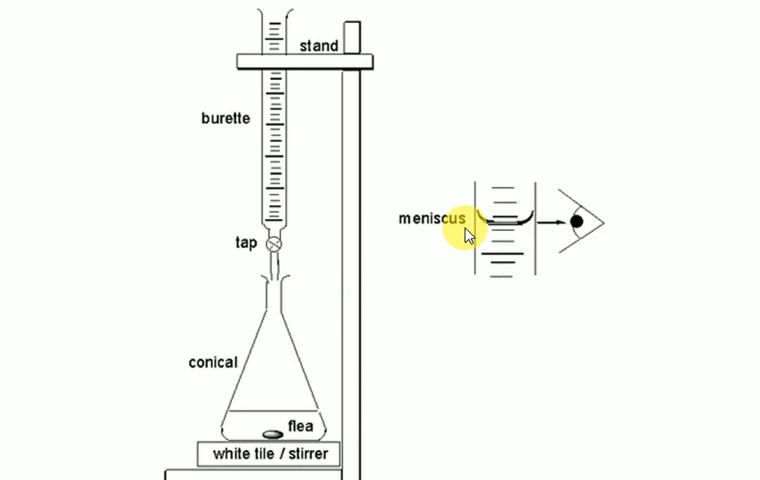 stand
burette
meniscus
tap
conical
flea
white tile / stirrer